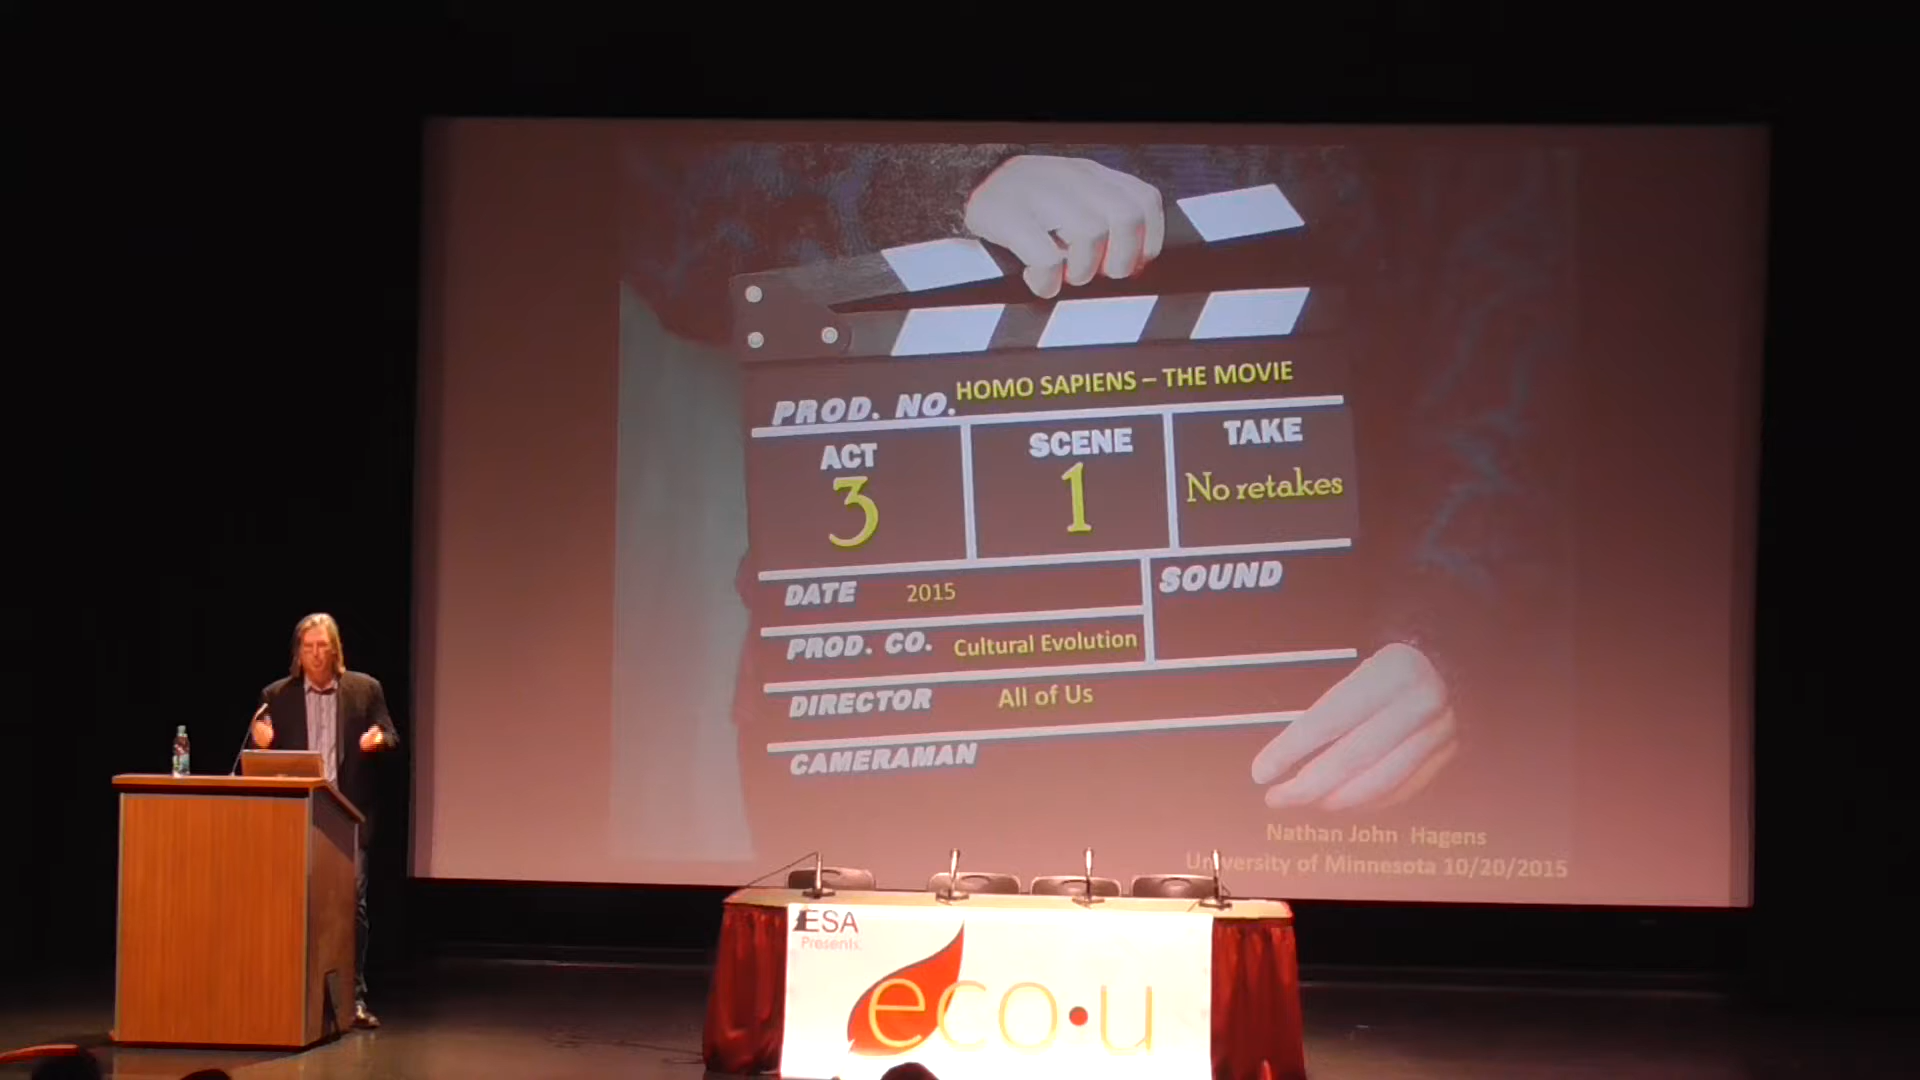 PROD. NO. HOMO SAPIENS – THE MOVIE
ACT
3
SCENE
1
TAKE
No retakes
DATE 2015
SOUND
PROD. CO. Cultural Evolution
DIRECTOR All of Us
CAMERAMAN
Nathan John Hagens
University of Minnesota 10/20/2015
ESA
Presents:
eco•u